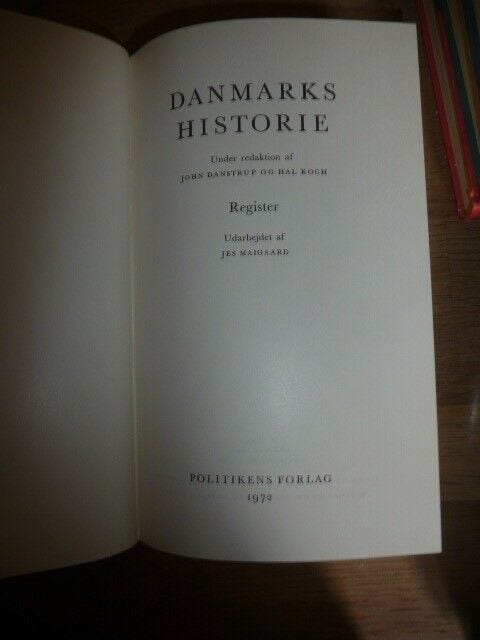 DANMARKS
HISTORIE
Under redaktion af
JOHN DANSTRUP OG HAL KOCH
Register
Udarbejdet af
JES MAIGAARD
POLITIKENS FORLAG
1972